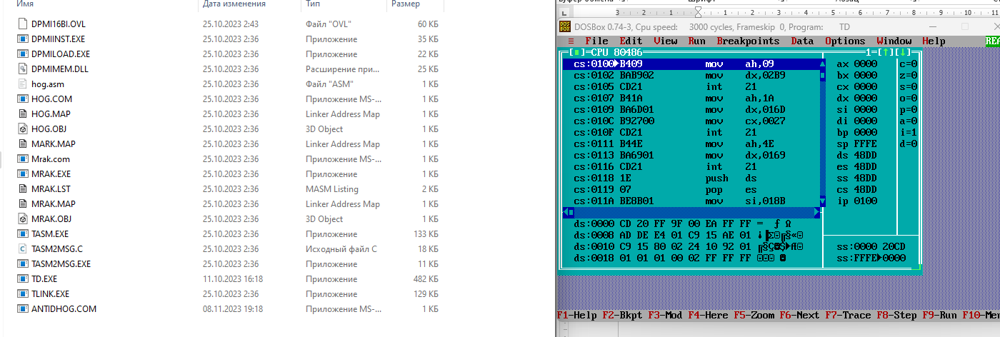 Имя Дата изменения Тип Размер
DPMI16BI.OVL 25.10.2023 2:43 Файл "OVL" 60 КБ
DPMIINST.EXE 25.10.2023 2:36 Приложение 35 КБ
DPMILOAD.EXE 25.10.2023 2:36 Приложение 22 КБ
DPMIMEM.DLL 25.10.2023 2:36 Расширение при... 1 КБ
hog.asm 25.10.2023 2:36 Файл "ASM" 1 КБ
HOG.COM 25.10.2023 2:36 Приложение MS-... 1 КБ
HOG.MAP 25.10.2023 2:36 Linker Address Map 1 КБ
HOG.OBJ 25.10.2023 2:36 3D Object 1 КБ
MARK.MAP 25.10.2023 2:36 Linker Address Map 1 КБ
Mrak.com 25.10.2023 2:36 Приложение MS-... 1 КБ
MRAK.EXE 25.10.2023 2:36 Приложение 1 КБ
MRAK.LST 25.10.2023 2:36 MASM Listing 2 КБ
MRAK.MAP 25.10.2023 2:36 Linker Address Map 1 КБ
MRAK.OBJ 25.10.2023 2:36 3D Object 1 КБ
TASM.EXE 25.10.2023 2:36 Приложение 133 КБ
TASM2MSG.C 25.10.2023 2:36 Исходный файл C 18 КБ
TASM2MSG.EXE 25.10.2023 2:36 Приложение 11 КБ
TD.EXE 11.10.2023 16:18 Приложение 482 КБ
TLINK.EXE 25.10.2023 2:36 Приложение 129 КБ
ANTIDHOG.COM 08.11.2023 19:18 Приложение MS-... 1 КБ
3 2 1 1 2 3 4 5 6 7 8 9 10 11
DOSBox 0.74-3, Cpu speed: 3000 cycles, Frameskip 0, Program: TD
≡ File Edit View Run Breakpoints Data Options Window Help REA
[■]=CPU 80486 1=[↑][↓]
cs:0100►B409 mov ah,09 ax 0000 c=0
cs:0102 BAB902 mov dx,02B9 bx 0000 z=0
cs:0105 CD21 int 21 cx 0000 s=0
cs:0107 B41A mov ah,1A dx 0000 o=0
cs:0109 BA6D01 mov dx,016D si 0000 p=0
cs:010C B92700 mov cx,0027 di 0000 a=0
cs:010F CD21 int 21 bp 0000 i=1
cs:0111 B44E mov ah,4E sp FFFE d=0
cs:0113 BA6901 mov dx,0169 ds 48DD
cs:0116 CD21 int 21 es 48DD
cs:0118 1E push ds ss 48DD
cs:0119 07 pop es cs 48DD
cs:011A BE8B01 mov si,018B ip 0100
ds:0000 CD 20 FF 9F 00 EA FF FF = ƒ Ω
ds:0008 AD DE E4 01 C9 15 AE 01
ds:0010 C9 15 80 02 24 10 92 01 ss:0000 20CD
ds:0018 01 01 01 00 02 FF FF FF ss:FFFE►0000
F1-Help F2-Bkpt F3-Mod F4-Here F5-Zoom F6-Next F7-Trace F8-Step F9-Run F10-Men